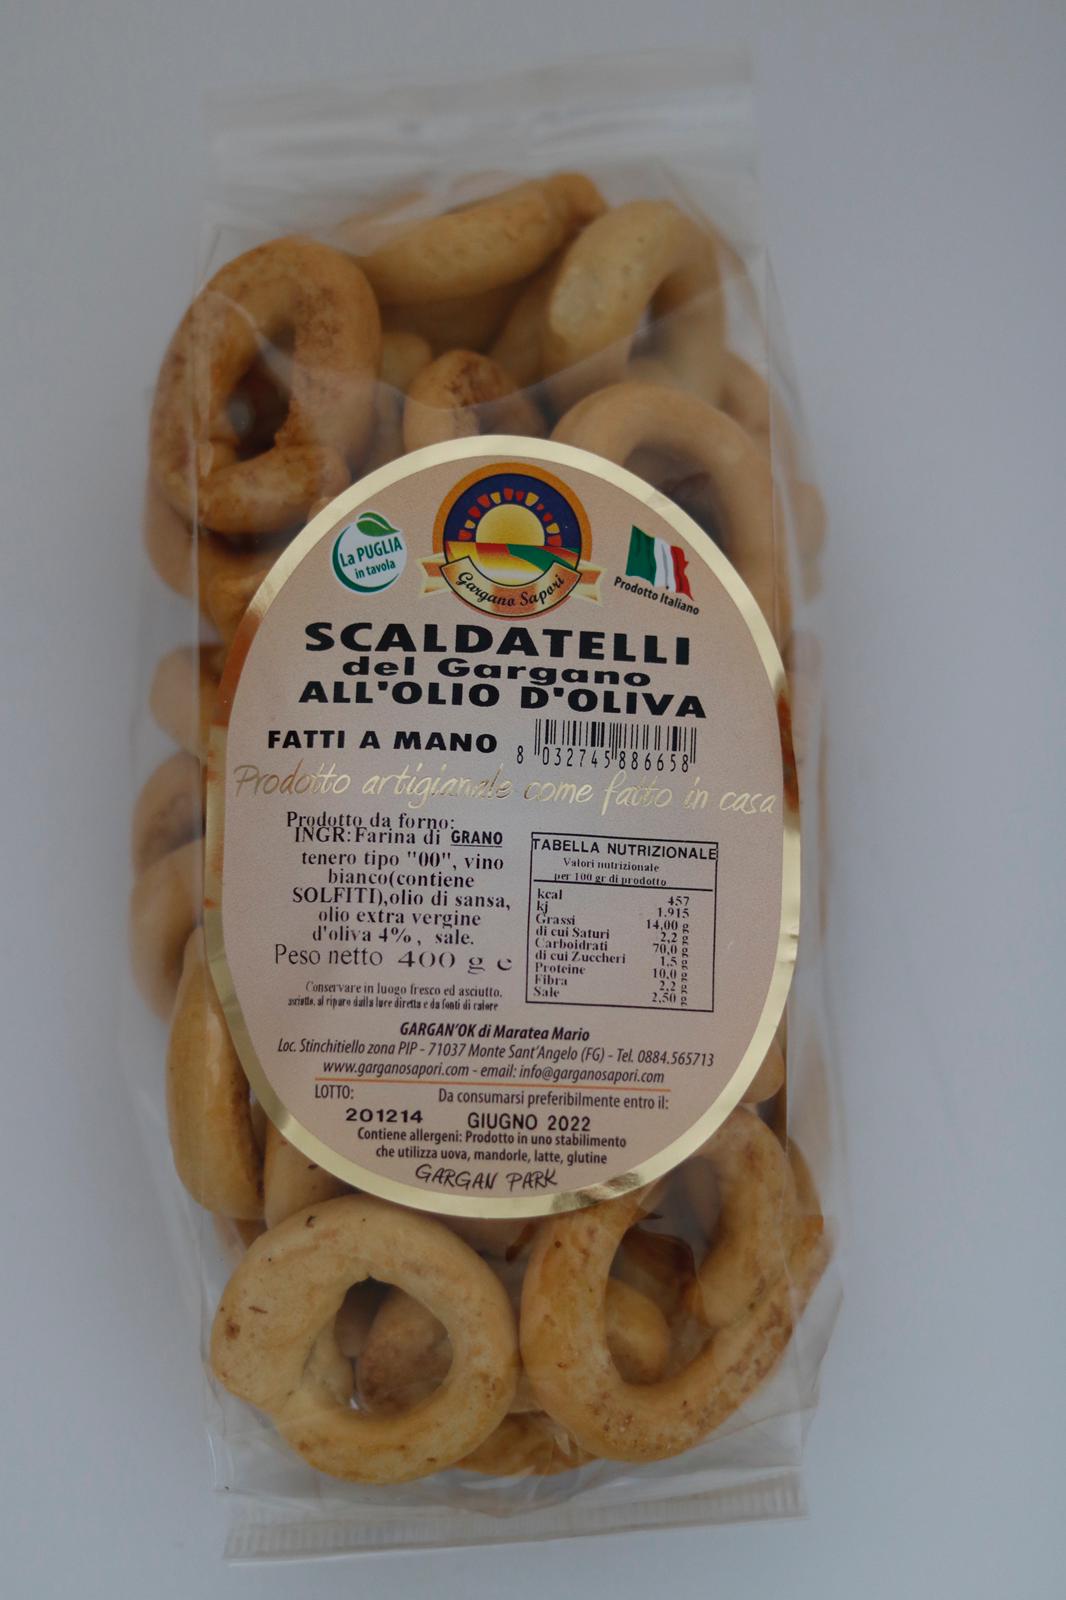 La PUGLIA
in tavola
Gargano Sapori
Prodotto Italiano
SCALDATELLI
del Gargano
ALL'OLIO D'OLIVA
FATTI A MANO
8 032745 886658
Prodotto artigianale come fatto in casa
Prodotto da forno:
INGR: Farina di GRANO
tenero tipo "00", vino
bianco(contiene
SOLFITI),olio di sansa,
olio extra vergine
d'oliva 4%, sale.
Peso netto 400 g e
Conservare in luogo fresco ed asciutto.
asciutto, al riparo dalla luce diretta e da fonti di calore
TABELLA NUTRIZIONALE
Valori nutrizionale
per 100 gr di prodotto
kcal 457
kj 1.915
Grassi 14,00 g
di cui Saturi 2,2 g
Carboidrati 70,0 g
di cui Zuccheri 1,5 g
Proteine 10,0 g
Fibra 2,2 g
Sale 2,50 g
GARGAN'OK di Maratea Mario
Loc. Stinchitiello zona PIP - 71037 Monte Sant'Angelo (FG) - Tel. 0884.565713
www.garganosapori.com - email: info@garganosapori.com
LOTTO: Da consumarsi preferibilmente entro il:
201214 GIUGNO 2022
Contiene allergeni: Prodotto in uno stabilimento
che utilizza uova, mandorle, latte, glutine
GARGAN PARK